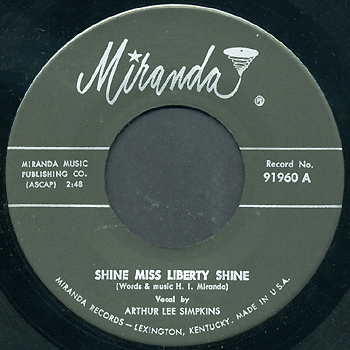 Miranda
®
MIRANDA MUSIC
PUBLISHING CO.
(ASCAP) 2:48
Record No.
91960 A
SHINE MISS LIBERTY SHINE
(Words & music H. I. Miranda)
Vocal by
ARTHUR LEE SIMPKINS
MIRANDA RECORDS—LEXINGTON, KENTUCKY, MADE IN U.S.A.